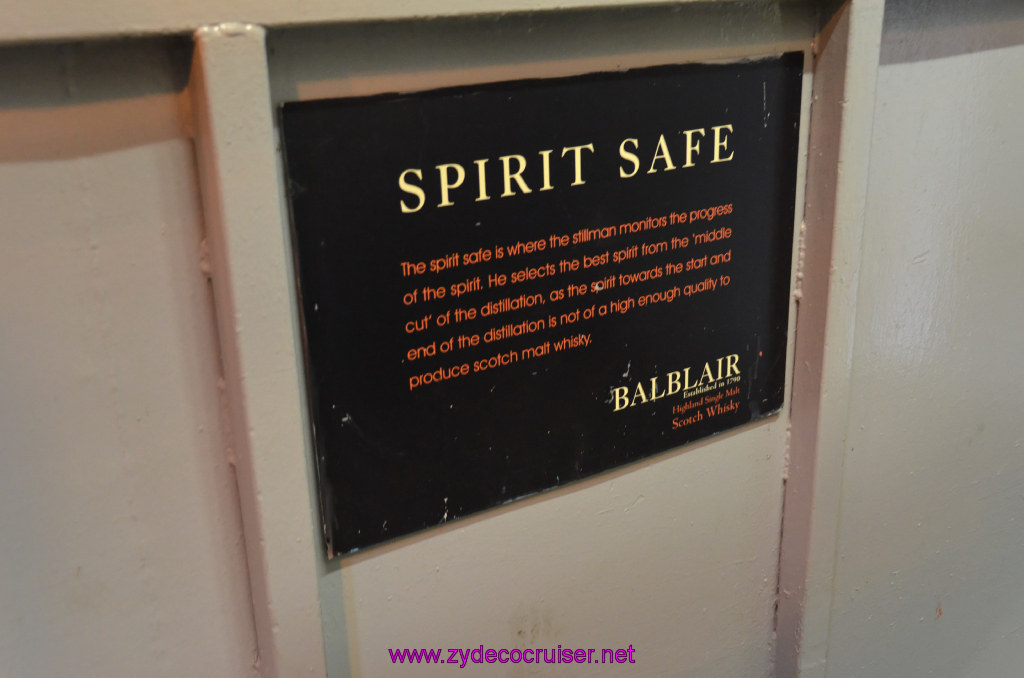 SPIRIT SAFE
The spirit safe is where the stillman monitors the progress
of the spirit. He selects the best spirit from the 'middle
cut' of the distillation, as the spirit towards the start and
end of the distillation is not of a high enough quality to
produce scotch malt whisky.
BALBLAIR
Established in 1790
Highland Single Malt
Scotch Whisky
www.zydecocruiser.net